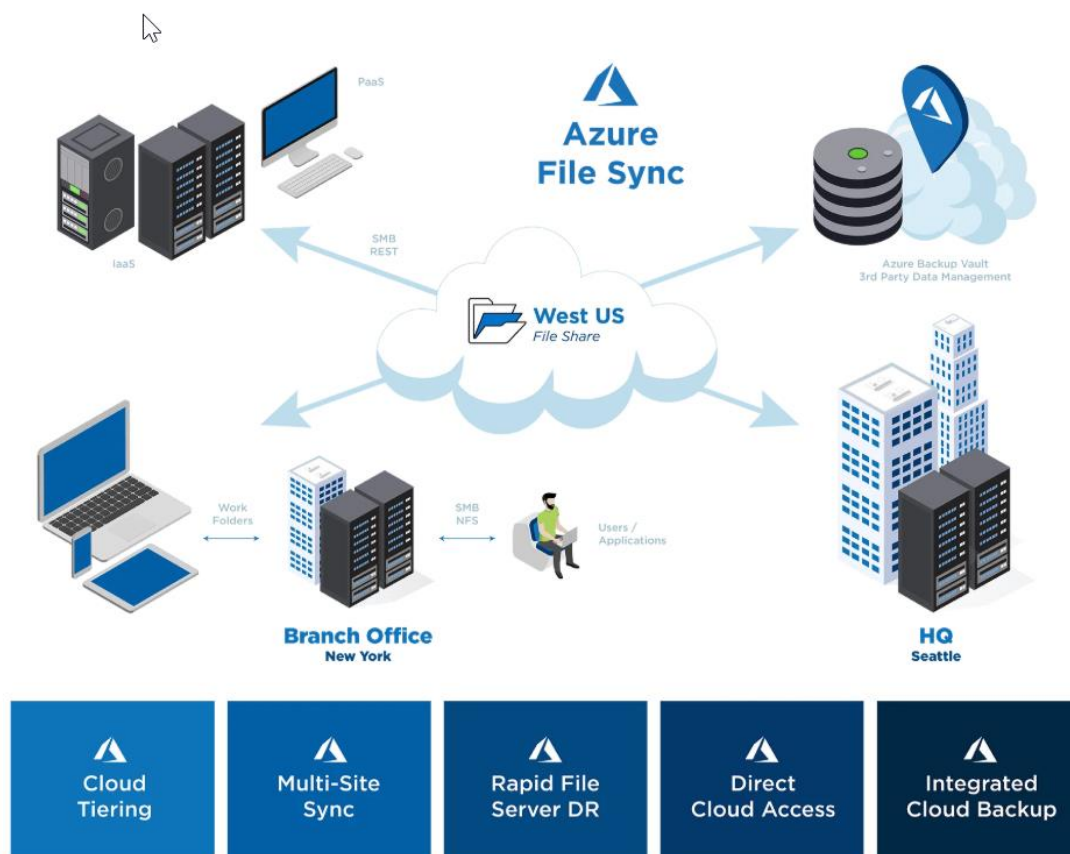 PaaS
Azure
File Sync
IaaS
SMB
REST
Azure Backup Vault
3rd Party Data Management
West US
File Share
Work
Folders
SMB
NFS
Users /
Applications
Branch Office
New York
HQ
Seattle
Cloud
Tiering
Multi-Site
Sync
Rapid File
Server DR
Direct
Cloud Access
Integrated
Cloud Backup